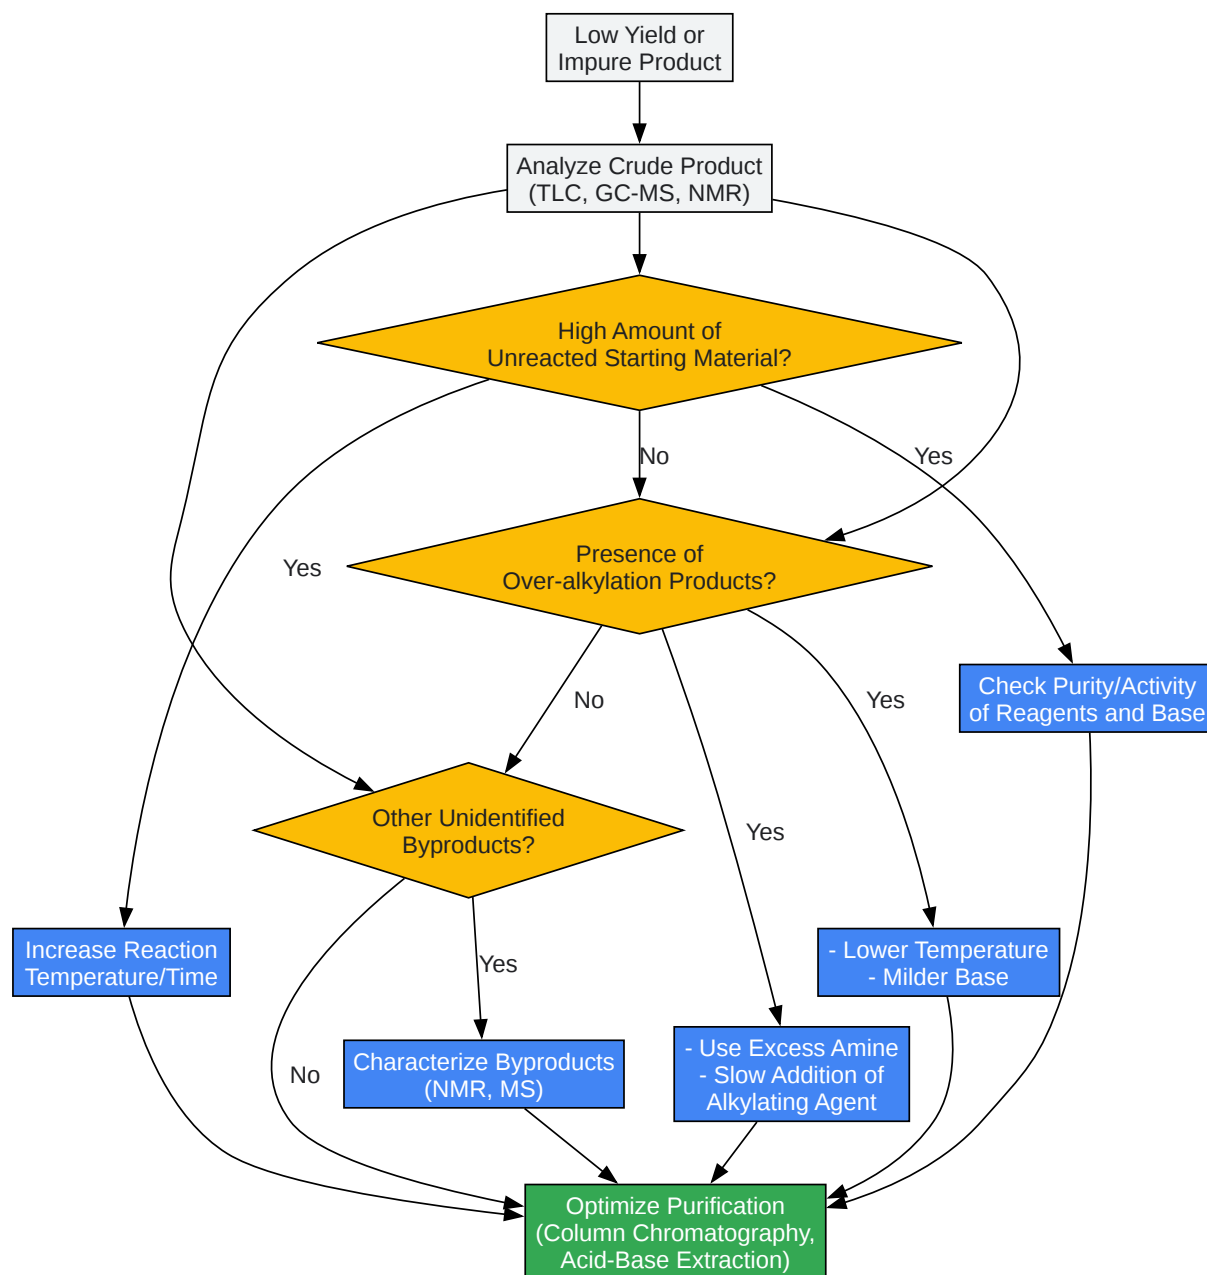 Low Yield or
Impure Product
Analyze Crude Product
(TLC, GC-MS, NMR)
High Amount of
Unreacted Starting Material?
No
Yes
Yes
Presence of
Over-alkylation Products?
No
Yes
Check Purity/Activity
of Reagents and Base
Other Unidentified
Byproducts?
Yes
Increase Reaction
Temperature/Time
Yes
- Lower Temperature
- Milder Base
No
Characterize Byproducts
(NMR, MS)
- Use Excess Amine
- Slow Addition of
Alkylating Agent
Optimize Purification
(Column Chromatography,
Acid-Base Extraction)